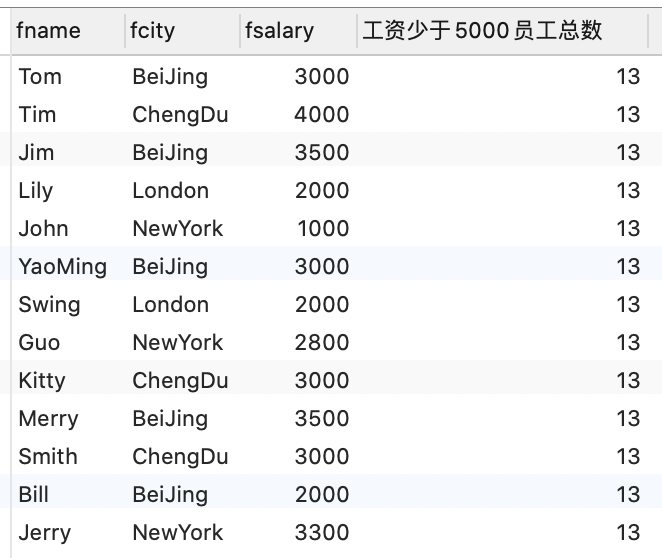 fname fcity fsalary 工资少于5000员工总数
Tom BeiJing 3000 13
Tim ChengDu 4000 13
Jim BeiJing 3500 13
Lily London 2000 13
John NewYork 1000 13
YaoMing BeiJing 3000 13
Swing London 2000 13
Guo NewYork 2800 13
Kitty ChengDu 3000 13
Merry BeiJing 3500 13
Smith ChengDu 3000 13
Bill BeiJing 2000 13
Jerry NewYork 3300 13